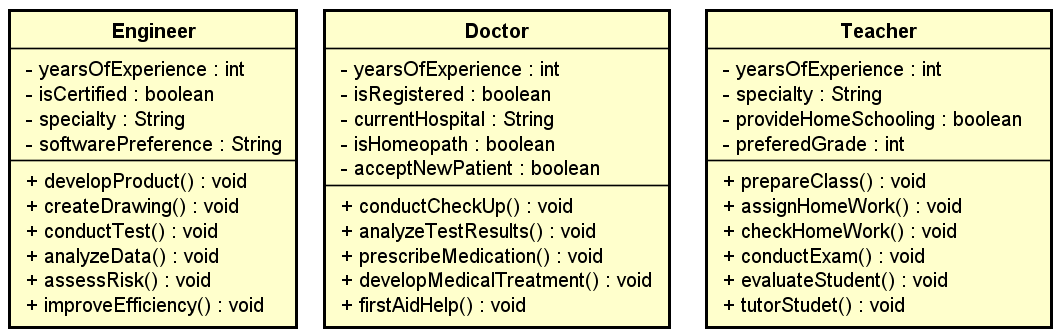 Engineer
- yearsOfExperience : int
- isCertified : boolean
- specialty : String
- softwarePreference : String
+ developProduct() : void
+ createDrawing() : void
+ conductTest() : void
+ analyzeData() : void
+ assessRisk() : void
+ improveEfficiency() : void
Doctor
- yearsOfExperience : int
- isRegistered : boolean
- currentHospital : String
- isHomeopath : boolean
- acceptNewPatient : boolean
+ conductCheckUp() : void
+ analyzeTestResults() : void
+ prescribeMedication() : void
+ developMedicalTreatment() : void
+ firstAidHelp() : void
Teacher
- yearsOfExperience : int
- specialty : String
- provideHomeSchooling : boolean
- preferedGrade : int
+ prepareClass() : void
+ assignHomeWork() : void
+ checkHomeWork() : void
+ conductExam() : void
+ evaluateStudent() : void
+ tutorStudet() : void